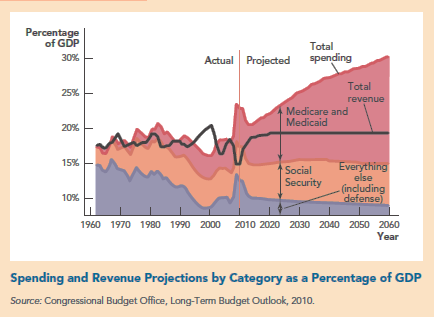 Percentage
of GDP
30%
25%
20%
15%
10%
Actual
Projected
Total
spending
Total
revenue
Medicare and
Medicaid
Social
Security
Everything
else
(including
defense)
1960 1970 1980 1990 2000 2010 2020 2030 2040 2050 2060
Year
Spending and Revenue Projections by Category as a Percentage of GDP
Source: Congressional Budget Office, Long-Term Budget Outlook, 2010.